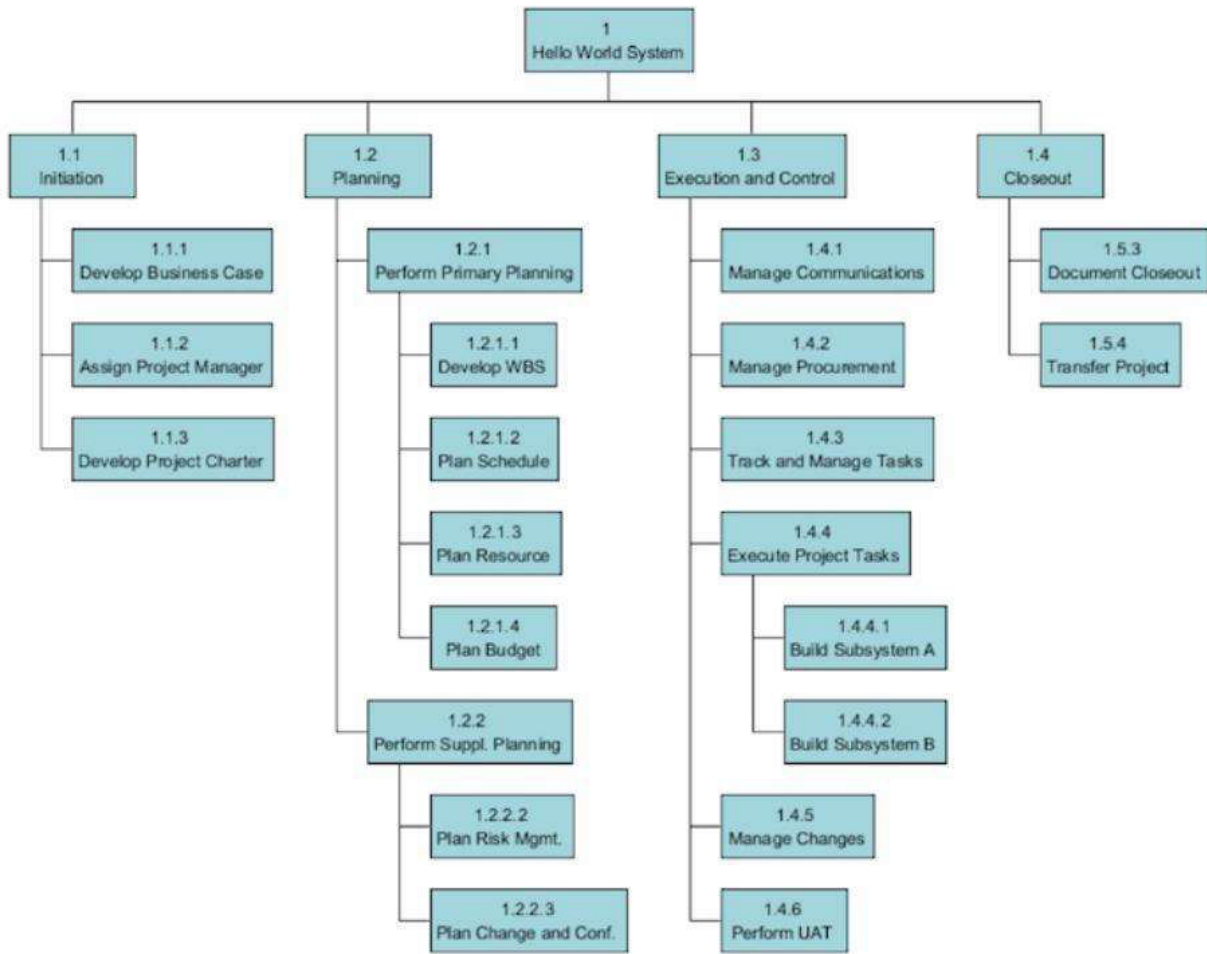 1
Hello World System
1.1
Initiation
1.1.1
Develop Business Case
1.1.2
Assign Project Manager
1.1.3
Develop Project Charter
1.2
Planning
1.2.1
Perform Primary Planning
1.2.1.1
Develop WBS
1.2.1.2
Plan Schedule
1.2.1.3
Plan Resource
1.2.1.4
Plan Budget
1.2.2
Perform Suppl. Planning
1.2.2.2
Plan Risk Mgmt.
1.2.2.3
Plan Change and Conf.
1.3
Execution and Control
1.4.1
Manage Communications
1.4.2
Manage Procurement
1.4.3
Track and Manage Tasks
1.4.4
Execute Project Tasks
1.4.4.1
Build Subsystem A
1.4.4.2
Build Subsystem B
1.4.5
Manage Changes
1.4.6
Perform UAT
1.4
Closeout
1.5.3
Document Closeout
1.5.4
Transfer Project